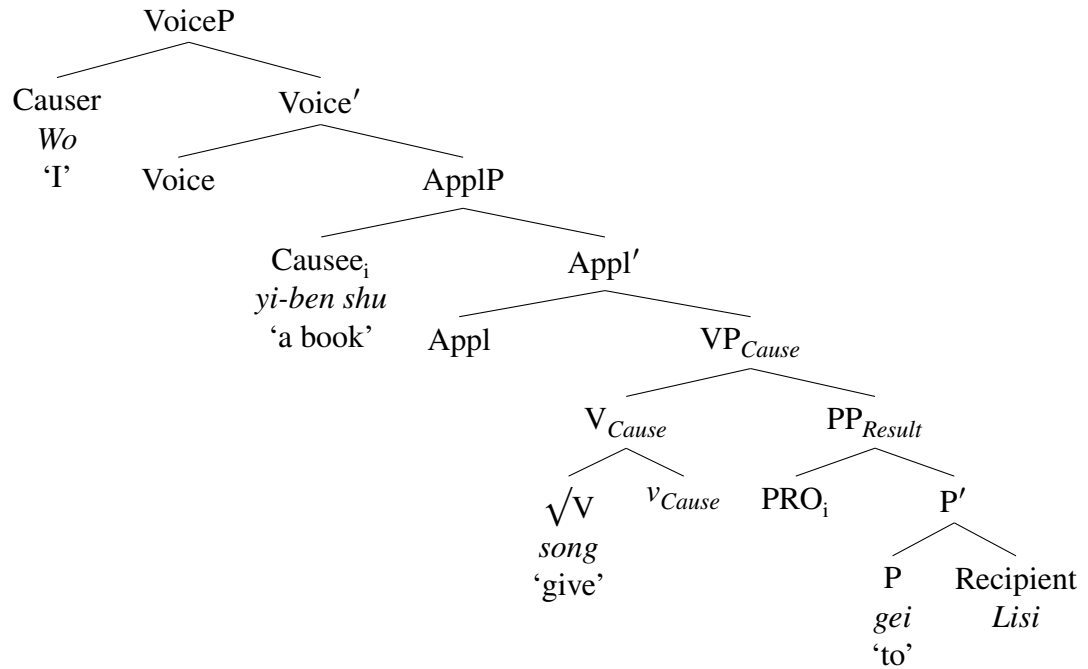 VoiceP
Causer Voice′
Wo
‘I’ Voice ApplP
Causeeᵢ Appl′
yi-ben shu
‘a book’ Appl VP_Cause
V_Cause PP_Result
√V v_Cause PROᵢ P′
song
‘give’ P Recipient
gei Lisi
‘to’